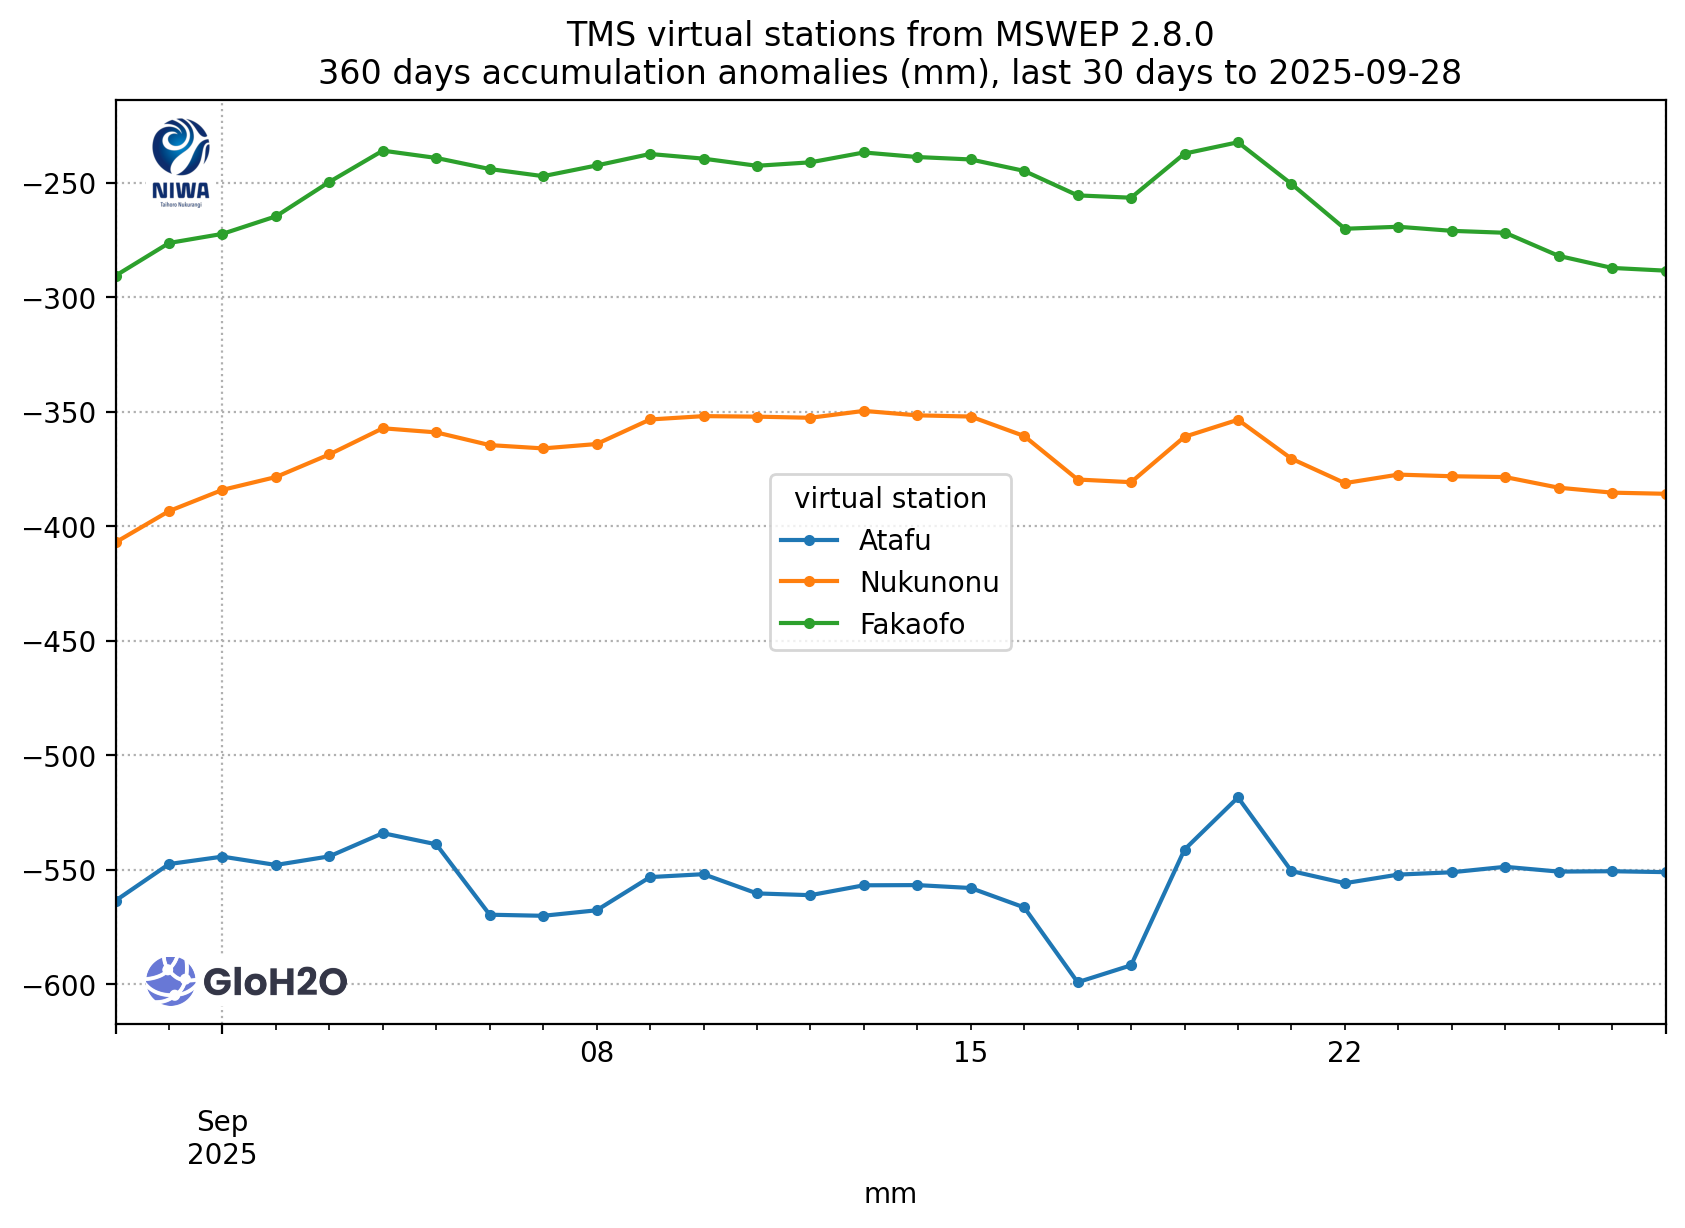 TMS virtual stations from MSWEP 2.8.0
360 days accumulation anomalies (mm), last 30 days to 2025-09-28
NIWA
Taihoro Nukurangi
−250
−300
−350
−400
−450
−500
−550
−600
virtual station
Atafu
Nukunonu
Fakaofo
GloH2O
08 15 22
Sep
2025
mm